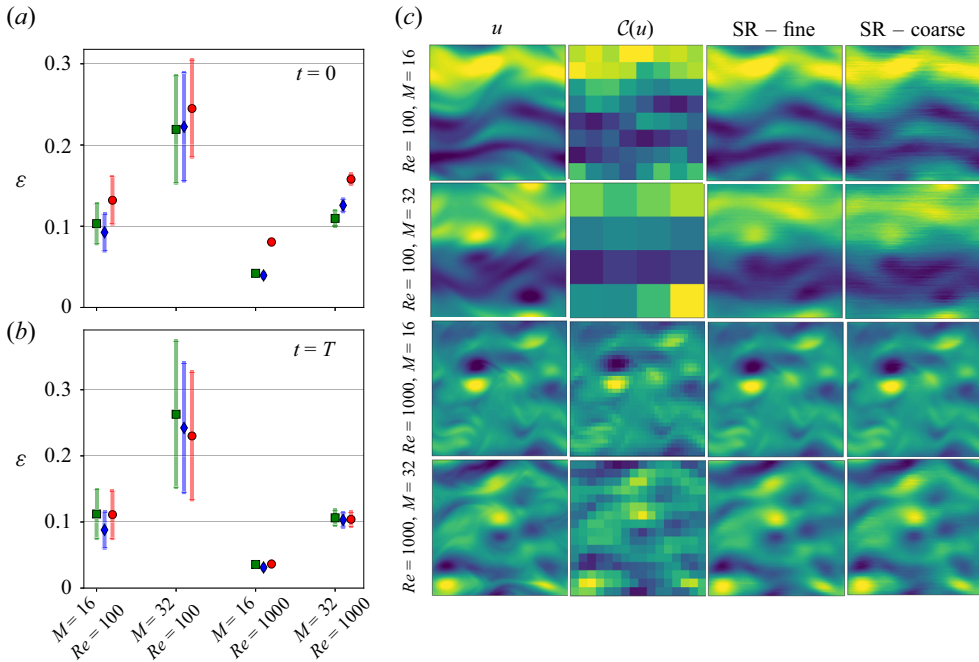 (a)
0.3
0.2
0.1
0
ε
t = 0
(b)
0.3
0.2
0.1
0
ε
t = T
M = 16
Re = 100
M = 32
Re = 100
M = 16
Re = 1000
M = 32
Re = 1000
(c)
u C(u) SR – fine SR – coarse
Re = 100, M = 16
Re = 100, M = 32
Re = 1000, M = 16
Re = 1000, M = 32